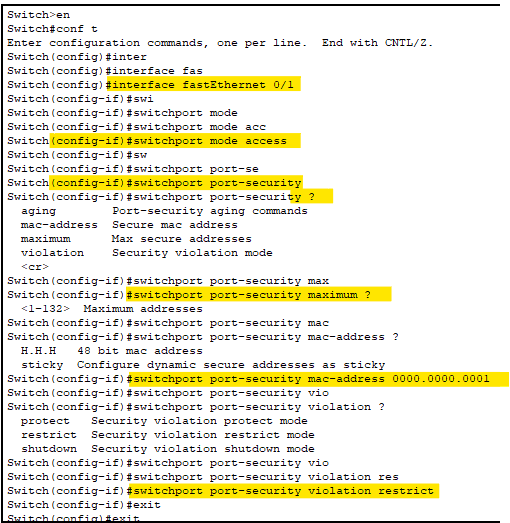 Switch>en
Switch#conf t
Enter configuration commands, one per line.  End with CNTL/Z.
Switch(config)#inter
Switch(config)#interface fas
Switch(config)#interface fastEthernet 0/1
Switch(config-if)#swi
Switch(config-if)#switchport mode
Switch(config-if)#switchport mode acc
Switch(config-if)#switchport mode access
Switch(config-if)#sw
Switch(config-if)#switchport port-se
Switch(config-if)#switchport port-security
Switch(config-if)#switchport port-security ?
  aging        Port-security aging commands
  mac-address  Secure mac address
  maximum      Max secure addresses
  violation    Security violation mode
  <cr>
Switch(config-if)#switchport port-security max
Switch(config-if)#switchport port-security maximum ?
  <1-132>  Maximum addresses
Switch(config-if)#switchport port-security mac
Switch(config-if)#switchport port-security mac-address ?
  H.H.H   48 bit mac address
  sticky  Configure dynamic secure addresses as sticky
Switch(config-if)#switchport port-security mac-address 0000.0000.0001
Switch(config-if)#switchport port-security vio
Switch(config-if)#switchport port-security violation ?
  protect   Security violation protect mode
  restrict  Security violation restrict mode
  shutdown  Security violation shutdown mode
Switch(config-if)#switchport port-security vio
Switch(config-if)#switchport port-security violation res
Switch(config-if)#switchport port-security violation restrict
Switch(config-if)#exit
Switch(config)#exit